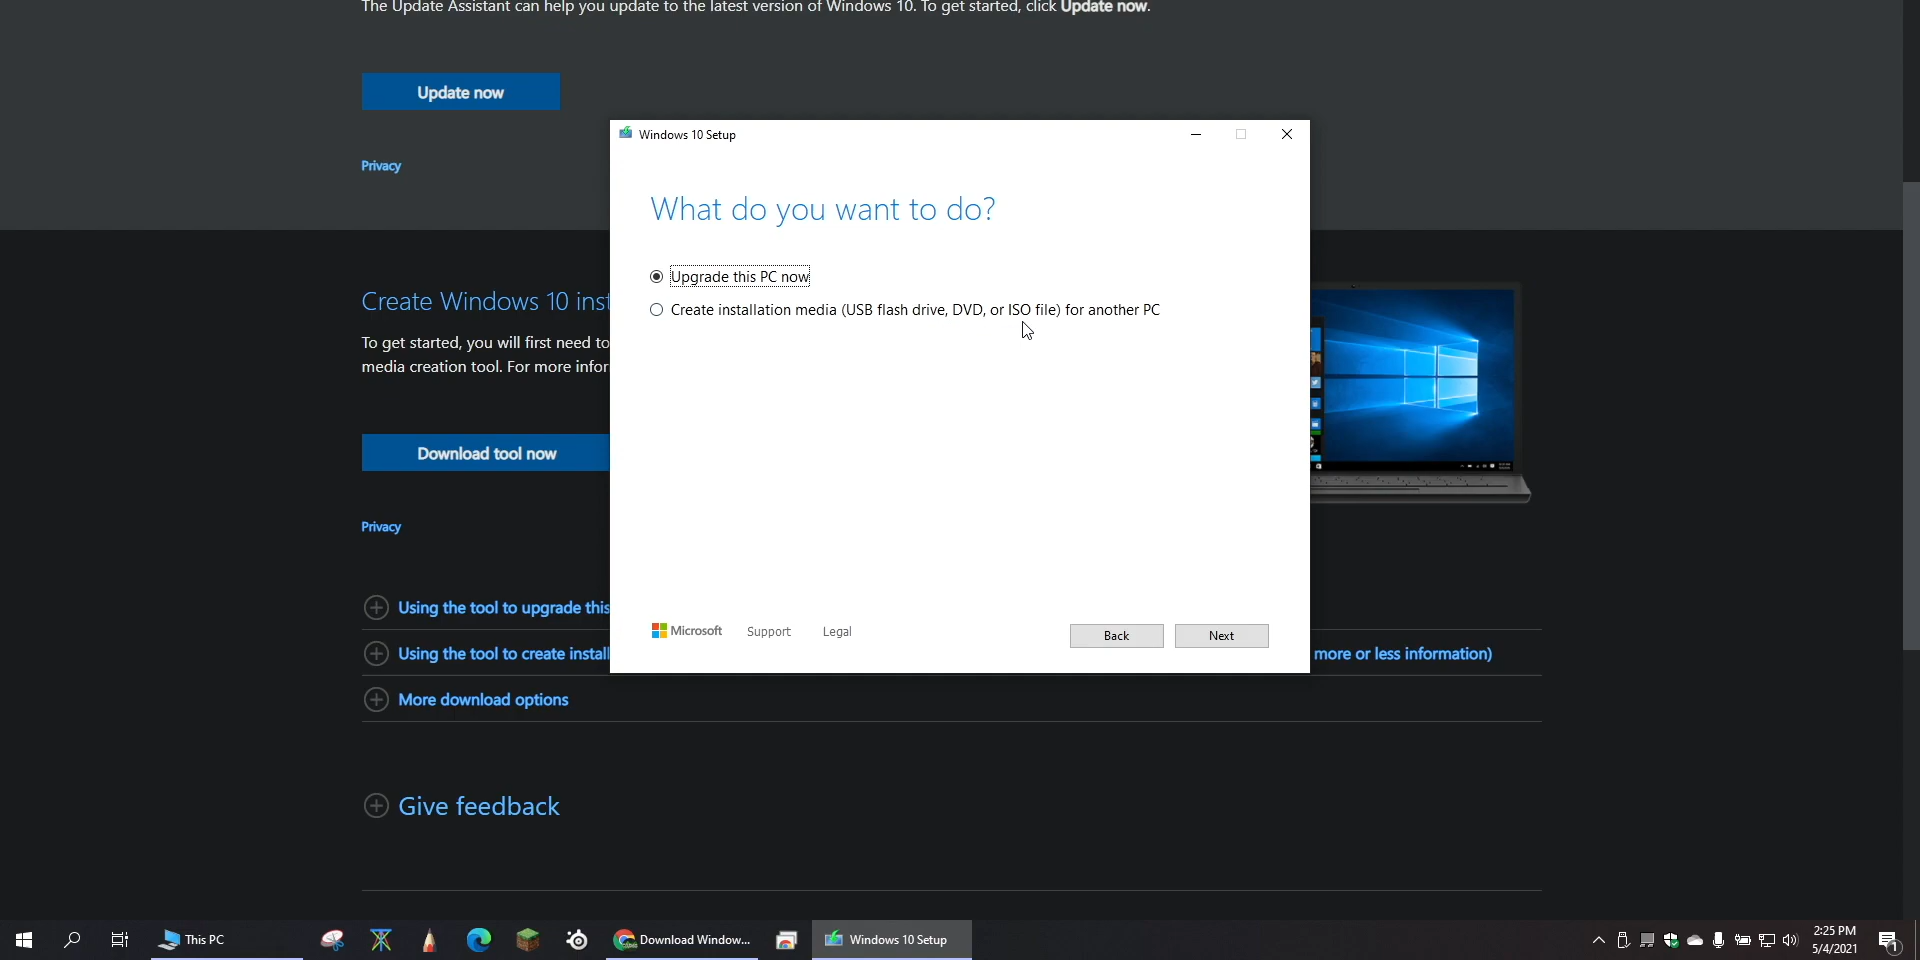 The Update Assistant can help you update to the latest version of Windows 10. To get started, click Update now.
Update now
Privacy
Windows 10 Setup
What do you want to do?
Upgrade this PC now
Create installation media (USB flash drive, DVD, or ISO file) for another PC
Microsoft
Support
Legal
Back
Next
Create Windows 10 inst
To get started, you will first need to
media creation tool. For more infor
Download tool now
Privacy
Using the tool to upgrade this
Using the tool to create install
more or less information)
More download options
Give feedback
This PC
Download Window...
Windows 10 Setup
2:25 PM
5/4/2021
1